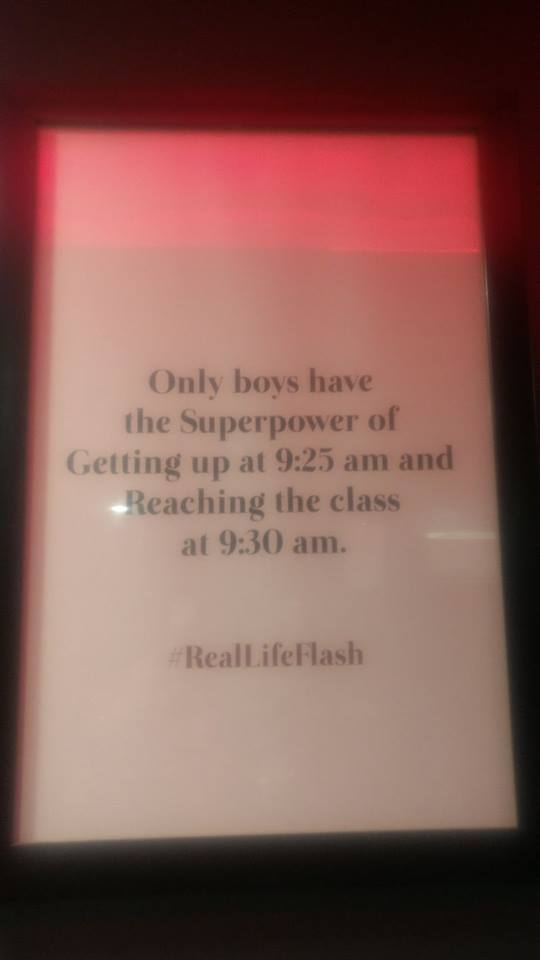 Only boys have
the Superpower of
Getting up at 9:25 am and
Reaching the class
at 9:30 am.
#RealLifeFlash